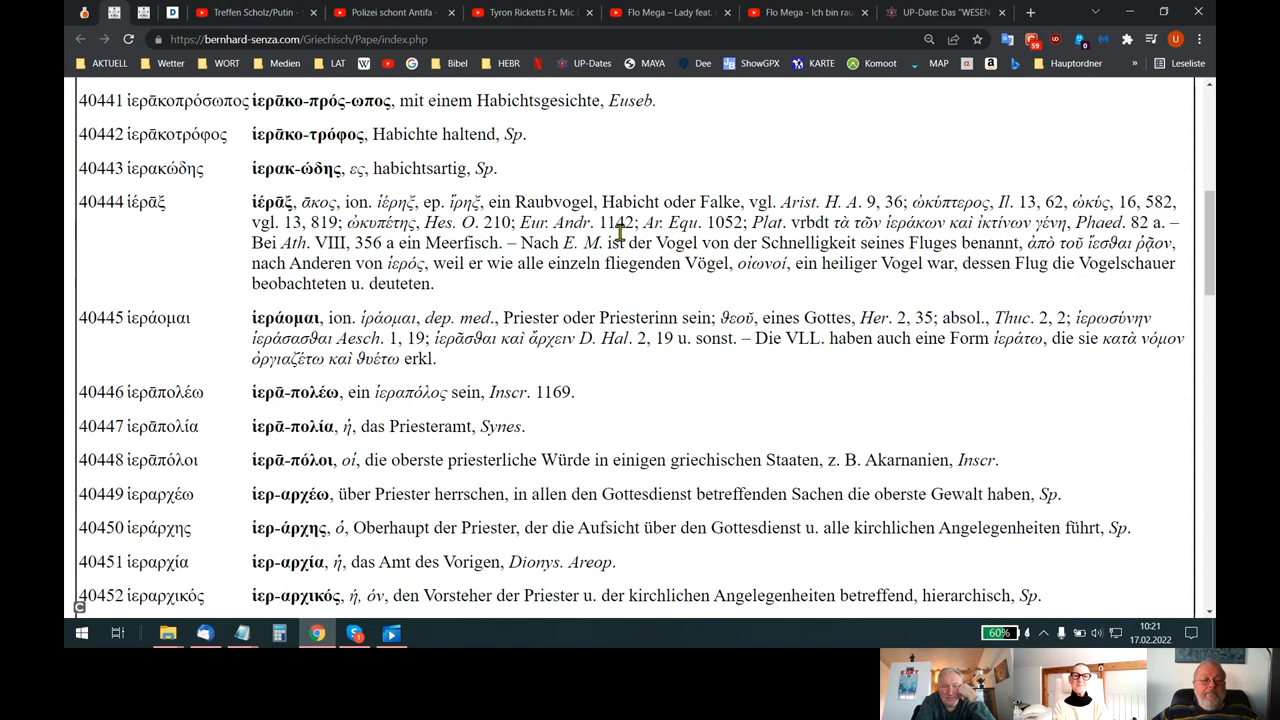 Treffen Scholz/Putin - Polizei schont Antifa - Tyron Ricketts Ft. Mic Flo Mega – Lady feat. Flo Mega - Ich bin rau UP-Date: Das "WESEN
https://bernhard-senza.com/Griechisch/Pape/index.php
AKTUELL Wetter WORT Medien LAT Bibel HEBR UP-Dates MAYA Dee ShowGPX KARTE Komoot MAP Hauptordner Leseliste
40441 ἱερᾱκοπρόσωπος ἱερᾱκο-πρός-ωπος, mit einem Habichtsgesichte, Euseb.
40442 ἱερᾱκοτρόφος ἱερᾱκο-τρόφος, Habichte haltend, Sp.
40443 ἱερακώδης ἱερακ-ώδης, ες, habichtsartig, Sp.
40444 ἱέρᾱξ ἱέρᾱξ, ᾱκος, ion. ἱέρηξ, ep. ἴρηξ, ein Raubvogel, Habicht oder Falke, vgl. Arist. H. A. 9, 36; ὠκύπτερος, Il. 13, 62, ὠκύς, 16, 582,
vgl. 13, 819; ὠκυπέτης, Hes. O. 210; Eur. Andr. 1142; Ar. Equ. 1052; Plat. vrbdt τὰ τῶν ἱεράκων καὶ ἰκτίνων γένη, Phaed. 82 a. –
Bei Ath. VIII, 356 a ein Meerfisch. – Nach E. M. ist der Vogel von der Schnelligkeit seines Fluges benannt, ἀπὸ τοῦ ἵεσθαι ῥᾷον,
nach Anderen von ἱερός, weil er wie alle einzeln fliegenden Vögel, οἰωνοί, ein heiliger Vogel war, dessen Flug die Vogelschauer
beobachteten u. deuteten.
40445 ἱεράομαι ἱεράομαι, ion. ἱράομαι, dep. med., Priester oder Priesterinn sein; θεοῦ, eines Gottes, Her. 2, 35; absol., Thuc. 2, 2; ἱερωσύνην
ἱεράσασθαι Aesch. 1, 19; ἱερᾶσθαι καὶ ἄρχειν D. Hal. 2, 19 u. sonst. – Die VLL. haben auch eine Form ἱεράτω, die sie κατὰ νόμον
ὀργιαζέτω καὶ θυέτω erkl.
40446 ἱερᾱπολέω ἱερᾱ-πολέω, ein ἱεραπόλος sein, Inscr. 1169.
40447 ἱερᾱπολία ἱερᾱ-πολία, ἡ, das Priesteramt, Synes.
40448 ἱερᾱπόλοι ἱερᾱ-πόλοι, οἱ, die oberste priesterliche Würde in einigen griechischen Staaten, z. B. Akarnanien, Inscr.
40449 ἱεραρχέω ἱερ-αρχέω, über Priester herrschen, in allen den Gottesdienst betreffenden Sachen die oberste Gewalt haben, Sp.
40450 ἱεράρχης ἱερ-άρχης, ὁ, Oberhaupt der Priester, der die Aufsicht über den Gottesdienst u. alle kirchlichen Angelegenheiten führt, Sp.
40451 ἱεραρχία ἱερ-αρχία, ἡ, das Amt des Vorigen, Dionys. Areop.
40452 ἱεραρχικός ἱερ-αρχικός, ή, όν, den Vorsteher der Priester u. der kirchlichen Angelegenheiten betreffend, hierarchisch, Sp.
60% 10:21
17.02.2022